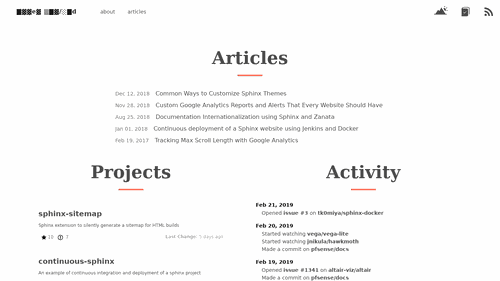 about articles
Articles
Dec 12, 2018 Common Ways to Customize Sphinx Themes
Nov 28, 2018 Custom Google Analytics Reports and Alerts That Every Website Should Have
Aug 25, 2018 Documentation Internationalization using Sphinx and Zanata
Jan 01, 2018 Continuous deployment of a Sphinx website using Jenkins and Docker
Feb 19, 2017 Tracking Max Scroll Length with Google Analytics
Projects
sphinx-sitemap
Sphinx extension to silently generate a sitemap for HTML builds
10 7 Last Change: 5 days ago
continuous-sphinx
An example of continuous integration and deployment of a sphinx project
Activity
Feb 21, 2019
Opened issue #3 on tk0miya/sphinx-docker
Feb 20, 2019
Started watching vega/vega-lite
Started watching jnikula/hawkmoth
Made a commit on pfsense/docs
Feb 19, 2019
Opened issue #1341 on altair-viz/altair
Made a commit on pfsense/docs